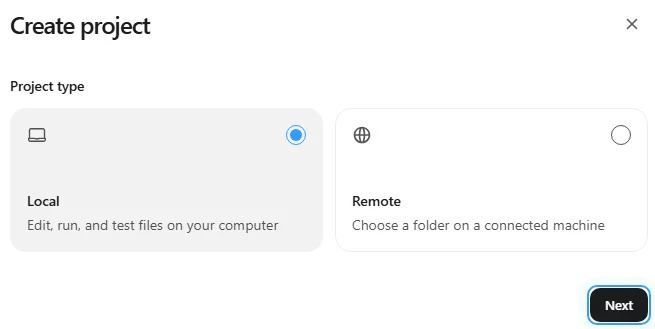 Create project
Project type
Local
Edit, run, and test files on your computer
Remote
Choose a folder on a connected machine
Next